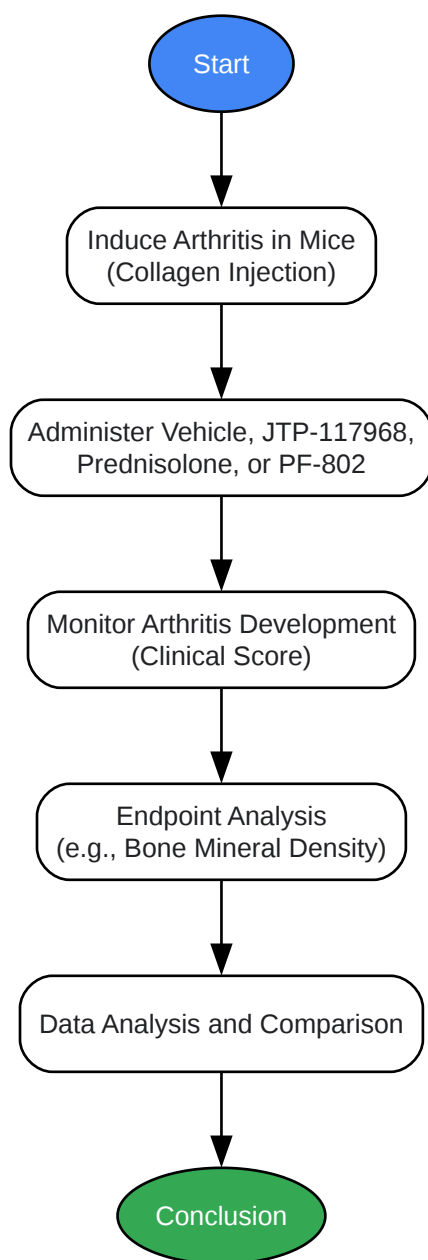 Start
Induce Arthritis in Mice
(Collagen Injection)
Administer Vehicle, JTP-117968,
Prednisolone, or PF-802
Monitor Arthritis Development
(Clinical Score)
Endpoint Analysis
(e.g., Bone Mineral Density)
Data Analysis and Comparison
Conclusion